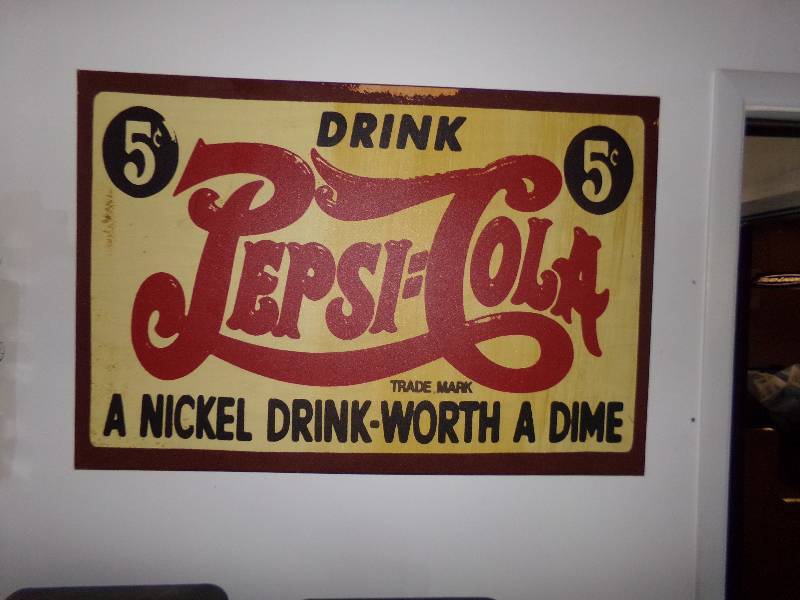 DRINK
5¢
5¢
PEPSI=COLA
TRADE MARK
A NICKEL DRINK-WORTH A DIME